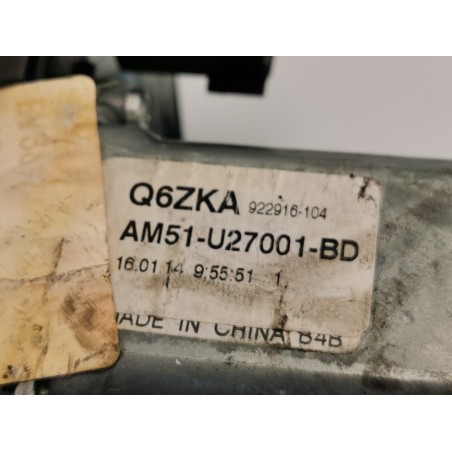 Q6ZKA 922916-104
AM51-U27001-BD
16.01.14 9:55:51 1
MADE IN CHINA B4B